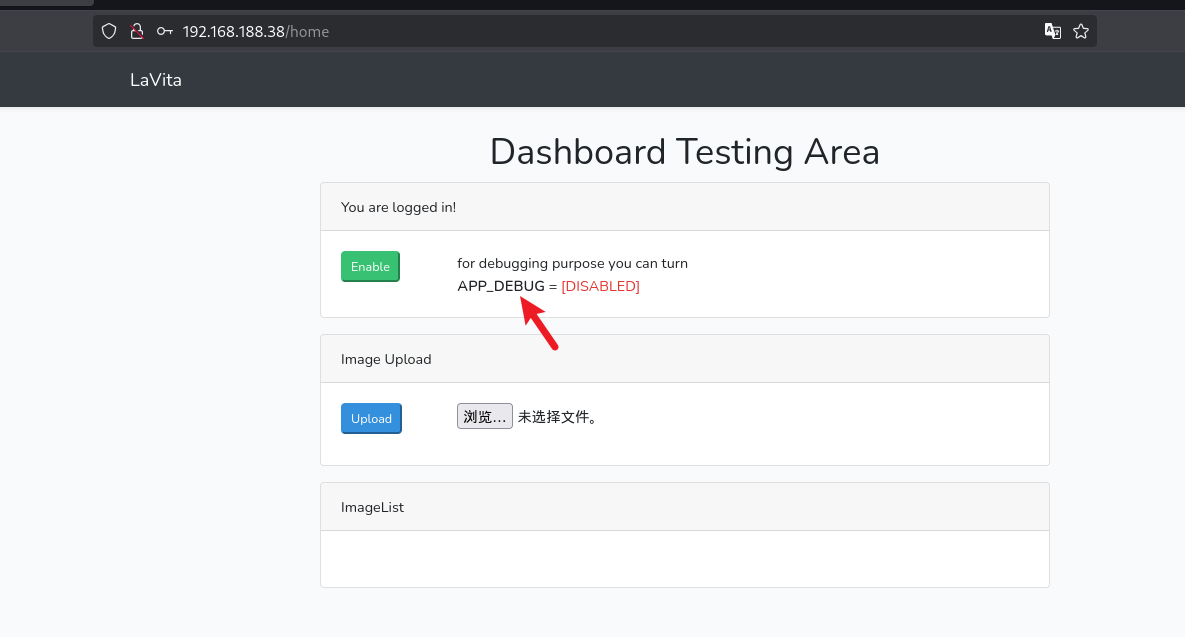 192.168.188.38/home
LaVita
Dashboard Testing Area
You are logged in!
Enable
for debugging purpose you can turn
APP_DEBUG = [DISABLED]
Image Upload
Upload
浏览… 未选择文件。
ImageList